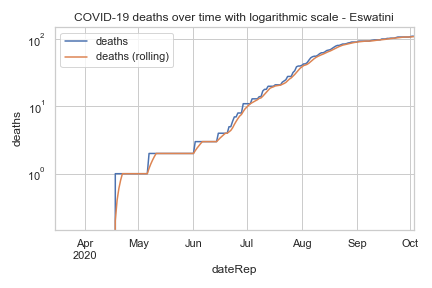 COVID-19 deaths over time with logarithmic scale - Eswatini
deaths
deaths (rolling)
10²
10¹
10⁰
deaths
Apr May Jun Jul Aug Sep Oct
2020
dateRep